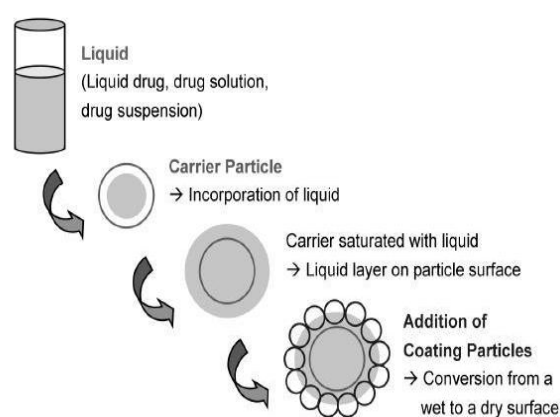 Liquid
(Liquid drug, drug solution,
drug suspension)
Carrier Particle
→ Incorporation of liquid
Carrier saturated with liquid
→ Liquid layer on particle surface
Addition of
Coating Particles
→ Conversion from a
wet to a dry surface